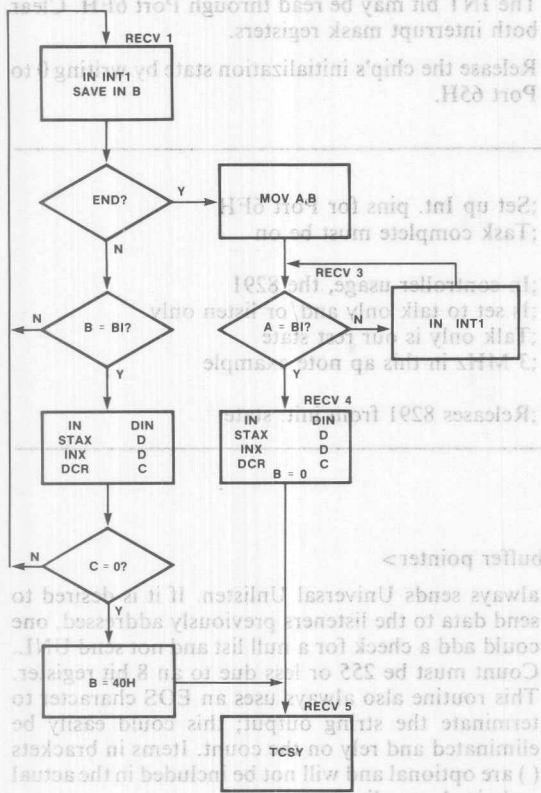 RECV 1
IN INT1
SAVE IN B
END?
Y
N
MOV A,B
RECV 3
B = BI?
N
Y
A = BI?
N
Y
IN INT1
IN DIN
STAX D
INX D
DCR C
RECV 4
IN DIN
STAX D
INX D
DCR C
B = 0
C = 0?
N
Y
B = 40H
RECV 5
TCSY
The INT bit may be read through Port 6FH. Clear
both interrupt mask registers.
Release the chip's initialization state by writing 0 to
Port 65H.
;Set up Int. pins for Port 6FH
;Task complete must be on
;In controller usage, the 8291
;is set to talk only and/or listen only
;Talk only is our rest state
;3 MHz in this ap note example
;Releases 8291 from init. state
buffer pointer>
always sends Universal Unlisten. If it is desired to
send data to the listeners previously addressed, one
could add a check for a null list and not send UNL.
Count must be 255 or less due to an 8 bit register.
This routine also always uses an EOS character to
terminate the string output; this could easily be
eliminated and rely on the count. Items in brackets
( ) are optional and will not be included in the actual